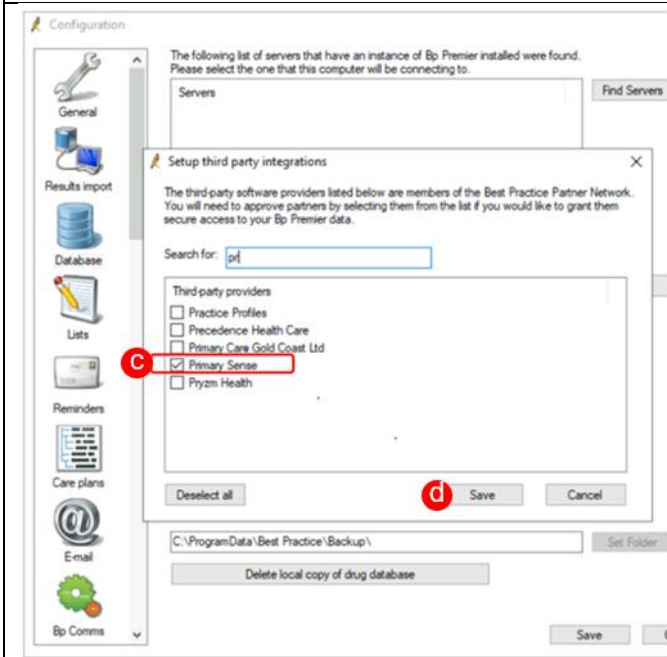 Configuration
General
Results import
Database
Lists
Reminders
Care plans
E-mail
Bp Comms
The following list of servers that have an instance of Bp Premier installed were found.
Please select the one that this computer will be connecting to.
Servers
Find Servers
Setup third party integrations
The third-party software providers listed below are members of the Best Practice Partner Network.
You will need to approve partners by selecting them from the list if you would like to grant them
secure access to your Bp Premier data.
Search for: pr
Third-party providers
Practice Profiles
Precedence Health Care
Primary Care Gold Coast Ltd
C Primary Sense
Pryzm Health
Deselect all
d Save
Cancel
C:\ProgramData\Best Practice\Backup\
Set Folder
Delete local copy of drug database
Save